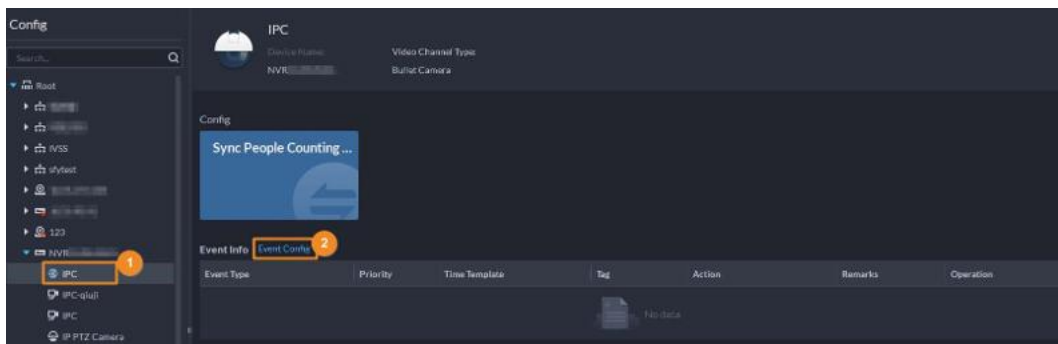 Config
Search...
Root
IVSS
sfytest
123
NVR
1
IPC
IPC-qiuji
IPC
IP PTZ Camera
IPC
Device Name:
Video Channel Type:
NVR
Bullet Camera
Config
Sync People Counting ...
Event Info Event Config 2
Event Type Priority Time Template Tag Action Remarks Operation
No data